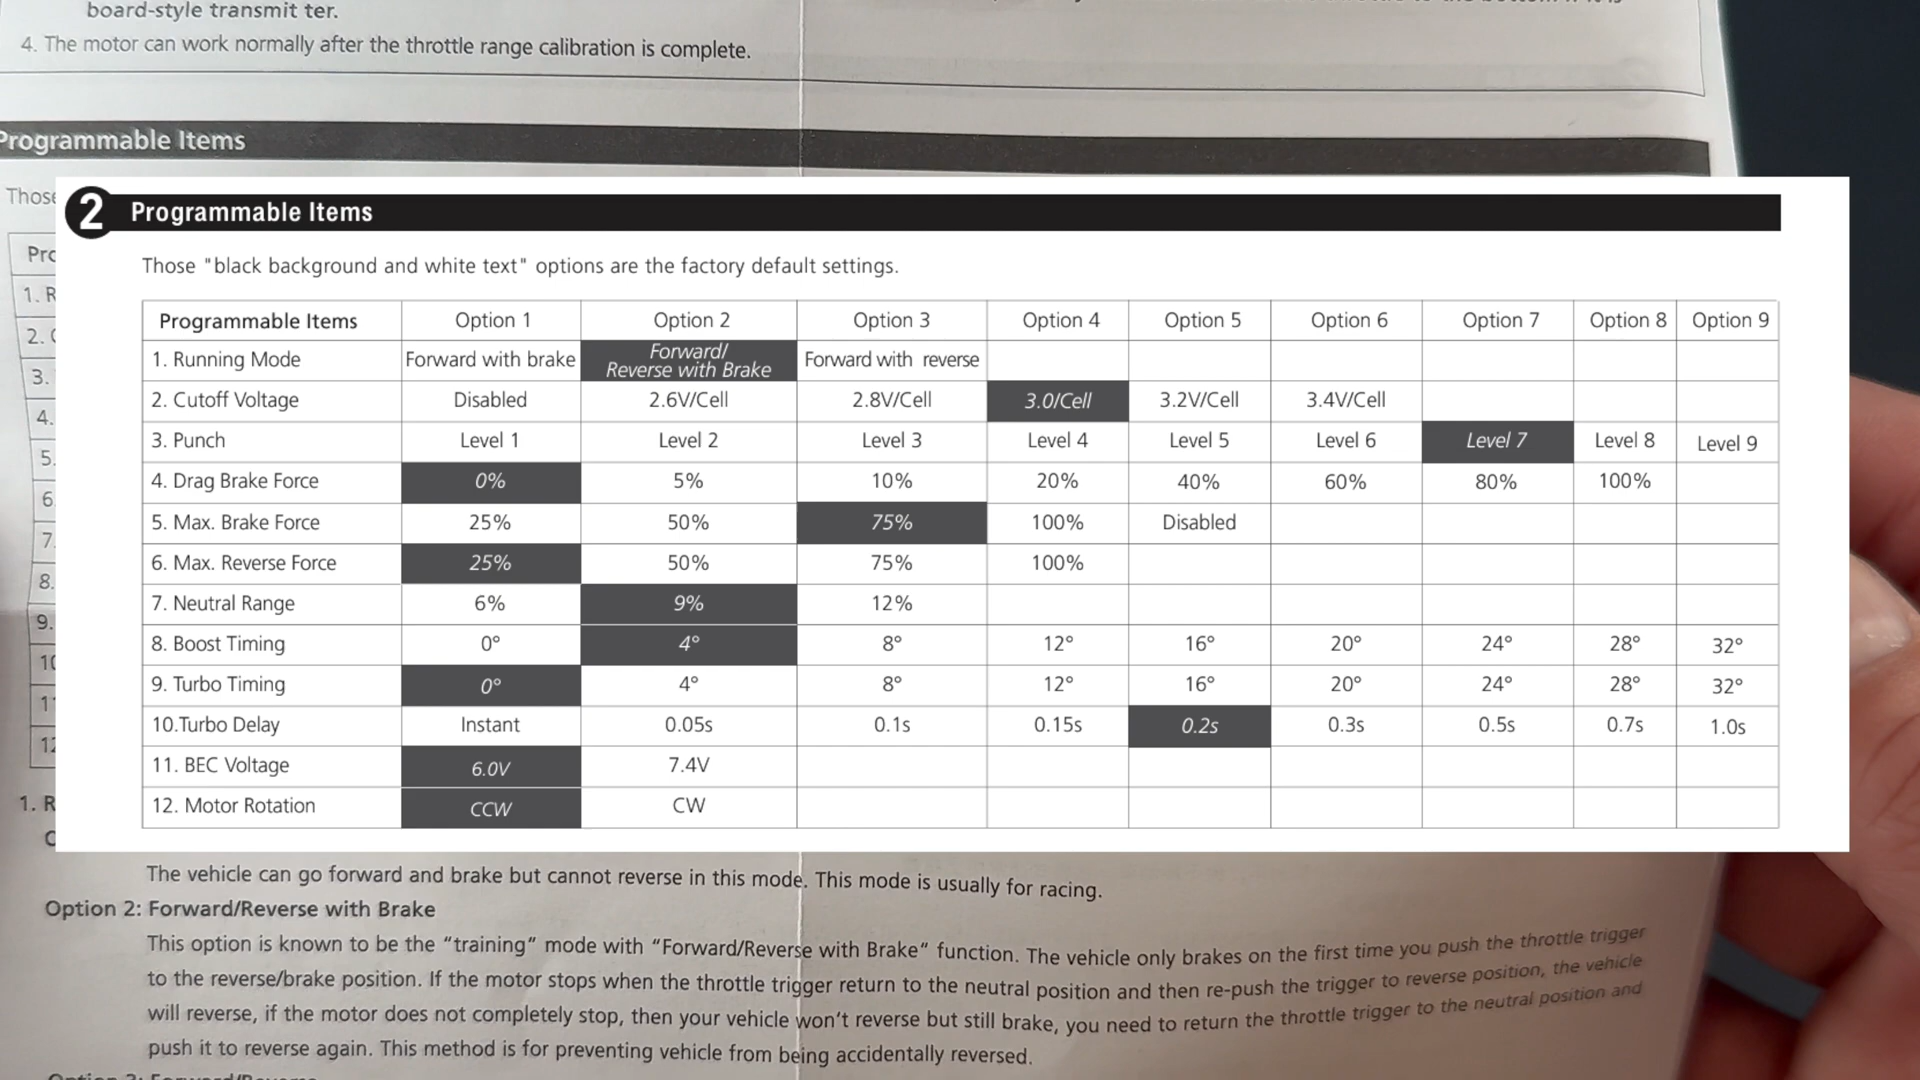 board-style transmit ter.
4. The motor can work normally after the throttle range calibration is complete.
Programmable Items
Those
2 Programmable Items
Those "black background and white text" options are the factory default settings.
Programmable Items Option 1 Option 2 Option 3 Option 4 Option 5 Option 6 Option 7 Option 8 Option 9
1. Running Mode Forward with brake Forward/ Reverse with Brake Forward with reverse
2. Cutoff Voltage Disabled 2.6V/Cell 2.8V/Cell 3.0/Cell 3.2V/Cell 3.4V/Cell
3. Punch Level 1 Level 2 Level 3 Level 4 Level 5 Level 6 Level 7 Level 8 Level 9
4. Drag Brake Force 0% 5% 10% 20% 40% 60% 80% 100%
5. Max. Brake Force 25% 50% 75% 100% Disabled
6. Max. Reverse Force 25% 50% 75% 100%
7. Neutral Range 6% 9% 12%
8. Boost Timing 0° 4° 8° 12° 16° 20° 24° 28° 32°
9. Turbo Timing 0° 4° 8° 12° 16° 20° 24° 28° 32°
10.Turbo Delay Instant 0.05s 0.1s 0.15s 0.2s 0.3s 0.5s 0.7s 1.0s
11. BEC Voltage 6.0V 7.4V
12. Motor Rotation CCW CW
The vehicle can go forward and brake but cannot reverse in this mode. This mode is usually for racing.
Option 2: Forward/Reverse with Brake
This option is known to be the “training” mode with “Forward/Reverse with Brake“ function. The vehicle only brakes on the first time you push the throttle trigger
to the reverse/brake position. If the motor stops when the throttle trigger return to the neutral position and then re-push the trigger to reverse position, the vehicle
will reverse, if the motor does not completely stop, then your vehicle won’t reverse but still brake, you need to return the throttle trigger to the neutral position and
push it to reverse again. This method is for preventing vehicle from being accidentally reversed.